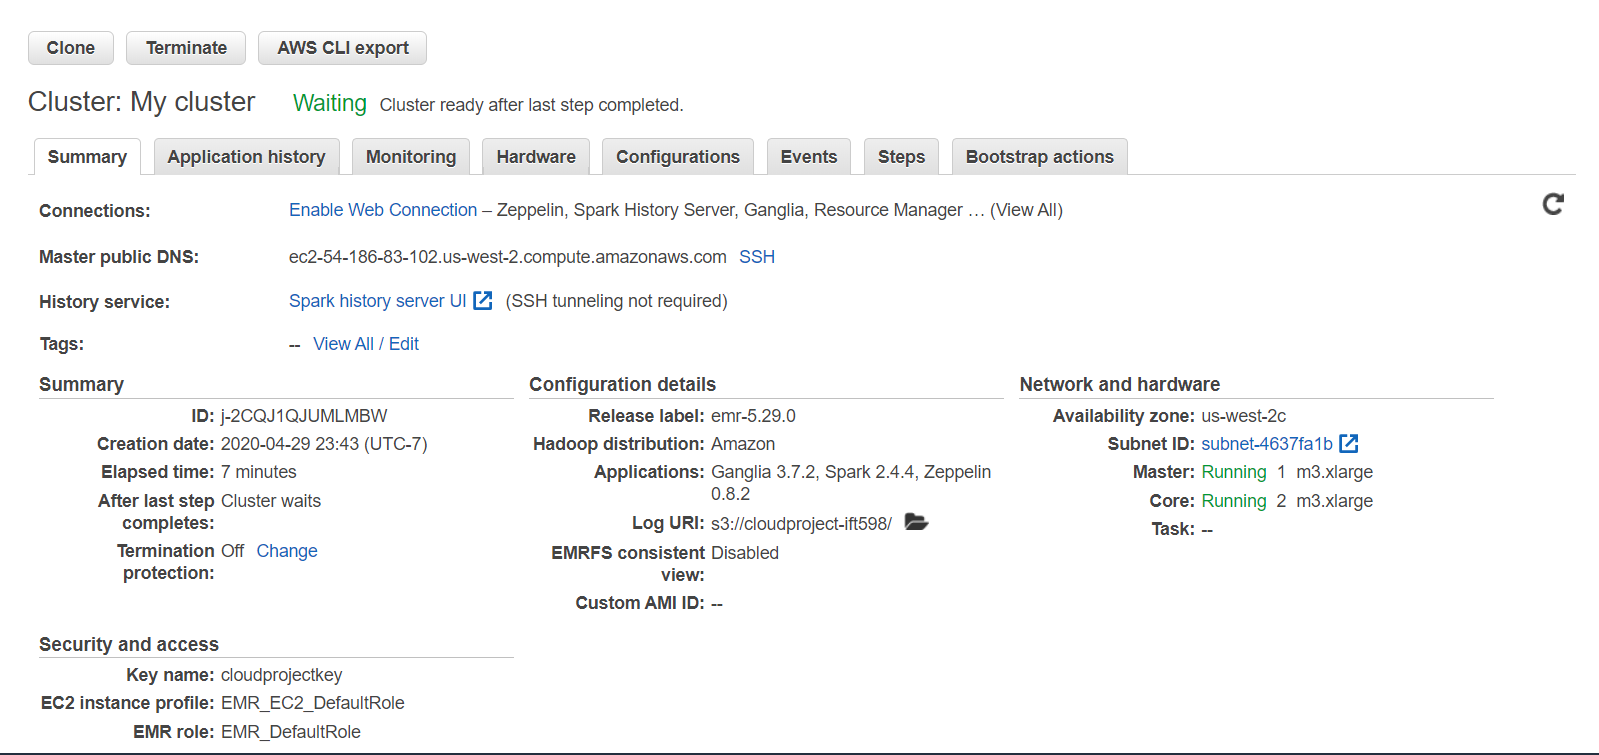 Clone Terminate AWS CLI export
Cluster: My cluster Waiting Cluster ready after last step completed.
Summary Application history Monitoring Hardware Configurations Events Steps Bootstrap actions
Connections: Enable Web Connection – Zeppelin, Spark History Server, Ganglia, Resource Manager … (View All)
Master public DNS: ec2-54-186-83-102.us-west-2.compute.amazonaws.com SSH
History service: Spark history server UI (SSH tunneling not required)
Tags: -- View All / Edit
Summary
ID: j-2CQJ1QJUMLMBW
Creation date: 2020-04-29 23:43 (UTC-7)
Elapsed time: 7 minutes
After last step Cluster waits
completes:
Termination Off Change
protection:
Configuration details
Release label: emr-5.29.0
Hadoop distribution: Amazon
Applications: Ganglia 3.7.2, Spark 2.4.4, Zeppelin
0.8.2
Log URI: s3://cloudproject-ift598/
EMRFS consistent Disabled
view:
Custom AMI ID: --
Network and hardware
Availability zone: us-west-2c
Subnet ID: subnet-4637fa1b
Master: Running 1 m3.xlarge
Core: Running 2 m3.xlarge
Task: --
Security and access
Key name: cloudprojectkey
EC2 instance profile: EMR_EC2_DefaultRole
EMR role: EMR_DefaultRole